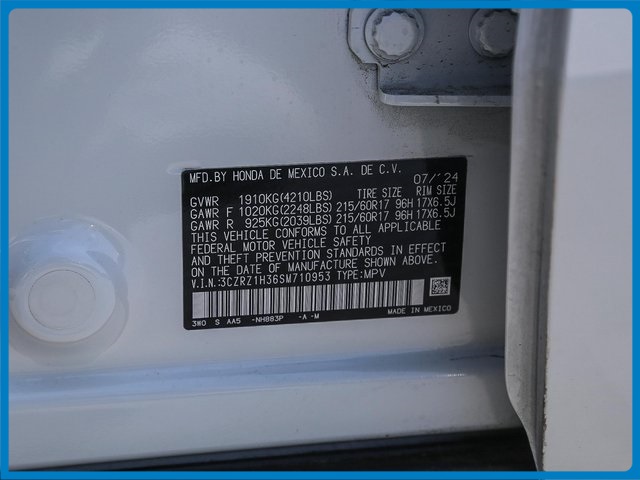 MFD.BY HONDA DE MEXICO S.A. DE C.V.
07/'24
GVWR 1910KG(4210LBS) TIRE SIZE RIM SIZE
GAWR F 1020KG(2248LBS) 215/60R17 96H 17X6.5J
GAWR R 925KG(2039LBS) 215/60R17 96H 17X6.5J
THIS VEHICLE CONFORMS TO ALL APPLICABLE
FEDERAL MOTOR VEHICLE SAFETY
AND THEFT PREVENTION STANDARDS IN EFFECT
ON THE DATE OF MANUFACTURE SHOWN ABOVE.
V.I.N.:3CZRZ1H36SM710953 TYPE:MPV
3W0 S AA5 -NH883P -A -M MADE IN MEXICO